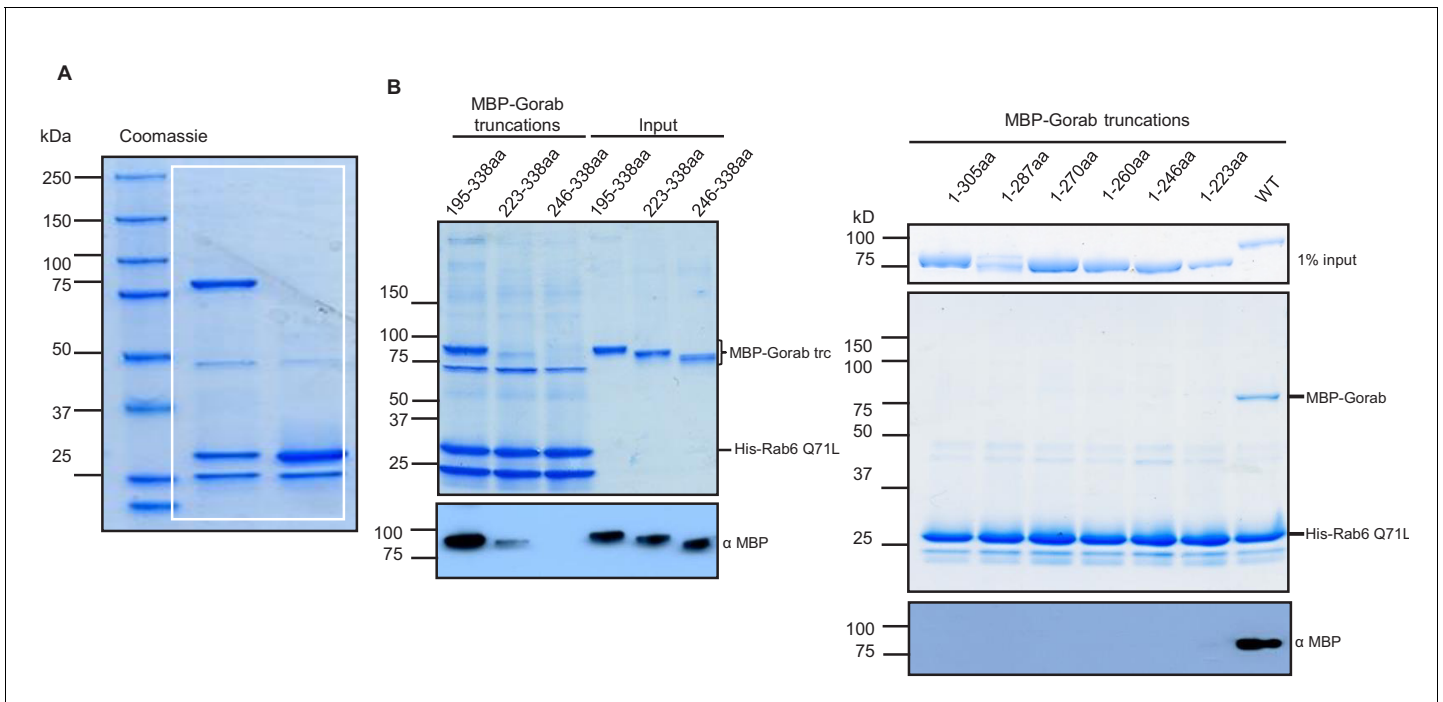 A
kDa
Coomassie
250
150
100
75
50
37
25
B
MBP-Gorab
truncations
Input
195-338aa
223-338aa
246-338aa
195-338aa
223-338aa
246-338aa
150
100
75
50
37
25
MBP-Gorab trc
His-Rab6 Q71L
100
75
α MBP
MBP-Gorab truncations
1-305aa
1-287aa
1-270aa
1-260aa
1-246aa
1-223aa
WT
kD
100
75
1% input
150
100
75
50
37
25
MBP-Gorab
His-Rab6 Q71L
100
75
α MBP